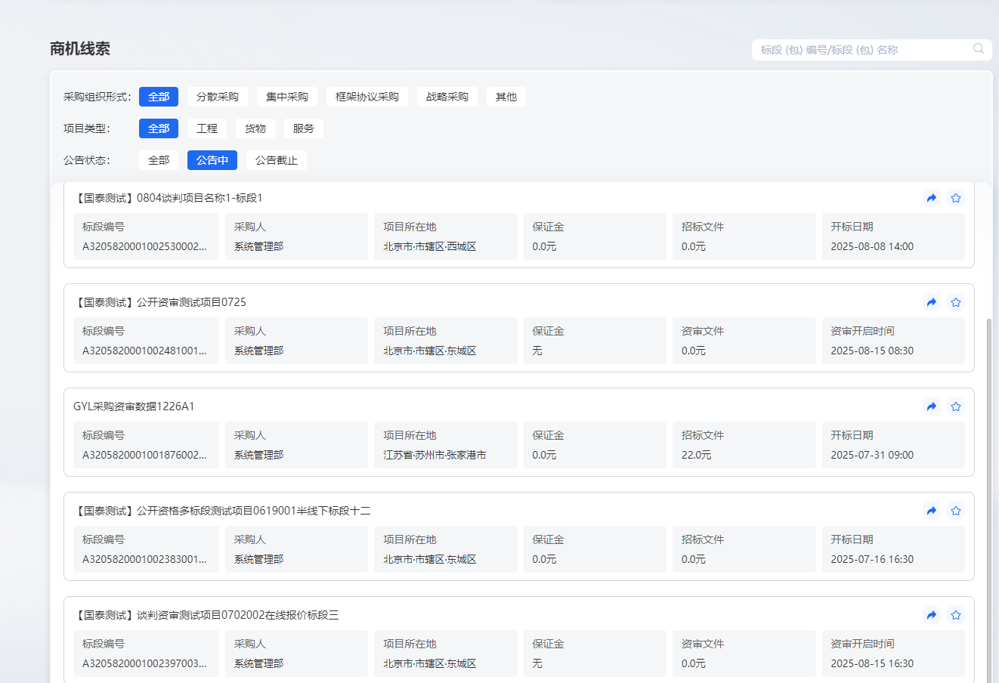 商机线索
标段 (包) 编号/标段 (包) 名称
采购组织形式： 全部 分散采购 集中采购 框架协议采购 战略采购 其他
项目类型： 全部 工程 货物 服务
公告状态： 全部 公告中 公告截止
【国泰测试】0804谈判项目名称1-标段1
标段编号 采购人 项目所在地 保证金 招标文件 开标日期
A3205820001002530002... 系统管理部 北京市·市辖区·西城区 0.0元 0.0元 2025-08-08 14:00
【国泰测试】公开资审测试项目0725
标段编号 采购人 项目所在地 保证金 资审文件 资审开启时间
A3205820001002481001... 系统管理部 北京市·市辖区·东城区 无 0.0元 2025-08-15 08:30
GYL采购资审数据1226A1
标段编号 采购人 项目所在地 保证金 招标文件 开标日期
A3205820001001876002... 系统管理部 江苏省·苏州市·张家港市 0.0元 22.0元 2025-07-31 09:00
【国泰测试】公开资格多标段测试项目0619001半线下标段十二
标段编号 采购人 项目所在地 保证金 招标文件 开标日期
A3205820001002383001... 系统管理部 北京市·市辖区·东城区 0.0元 0.0元 2025-07-16 16:30
【国泰测试】谈判资审测试项目0702002在线报价标段三
标段编号 采购人 项目所在地 保证金 资审文件 资审开启时间
A3205820001002397003... 系统管理部 北京市·市辖区·东城区 无 0.0元 2025-08-15 16:30